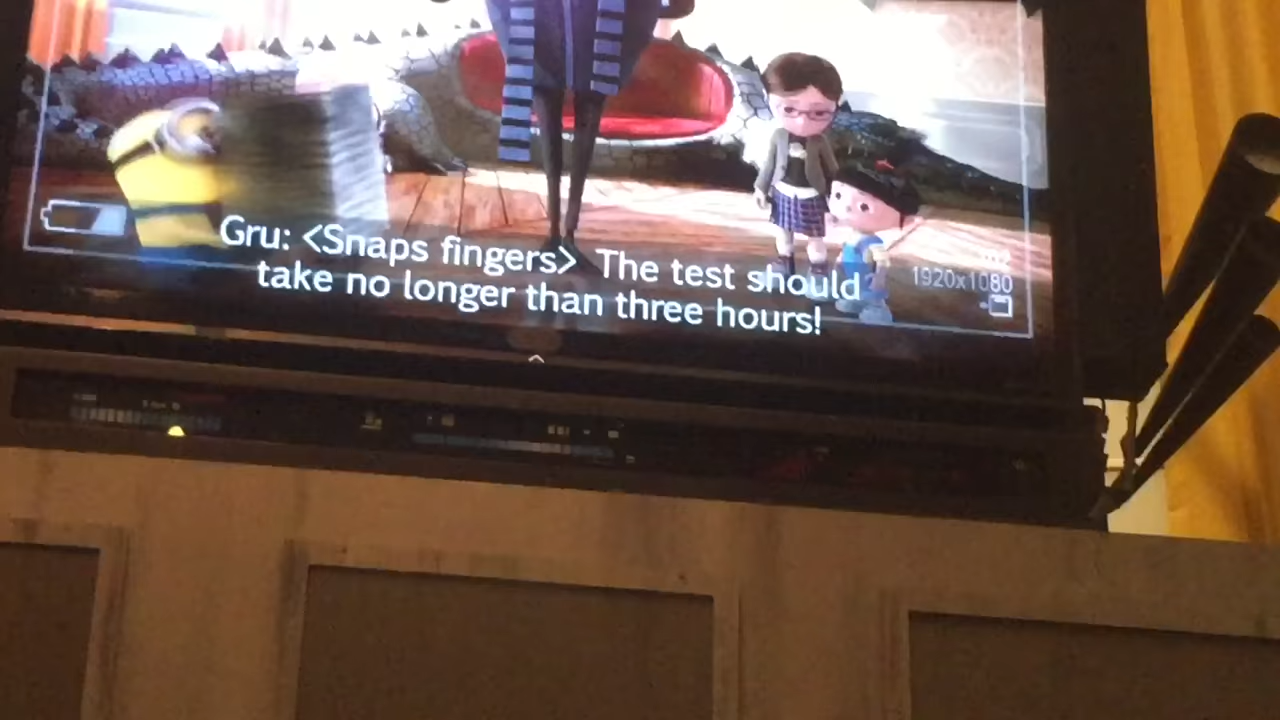 Gru: <Snaps fingers> The test should
take no longer than three hours!
1920x1080